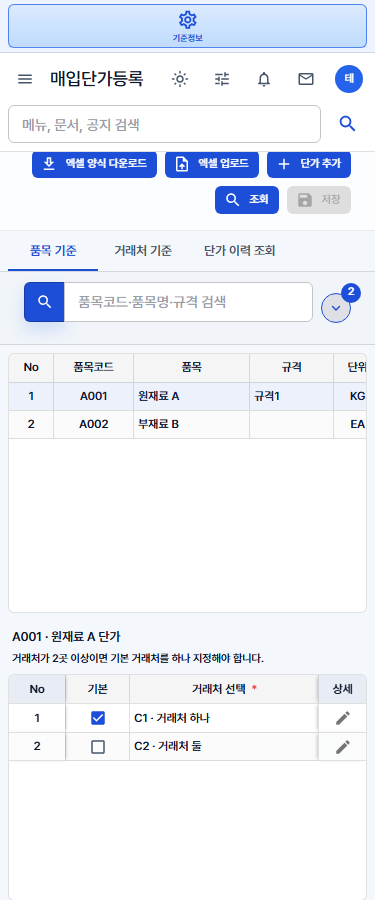 기준정보
매입단가등록
테
메뉴, 문서, 공지 검색
엑셀 양식 다운로드 엑셀 업로드 단가 추가
조회 저장
품목 기준 거래처 기준 단가 이력 조회
품목코드·품목명·규격 검색 2
No 품목코드 품목 규격 단위
1 A001 원재료 A 규격1 KG
2 A002 부재료 B EA
A001 · 원재료 A 단가
거래처가 2곳 이상이면 기본 거래처를 하나 지정해야 합니다.
No 기본 거래처 선택 * 상세
1 C1 · 거래처 하나
2 C2 · 거래처 둘